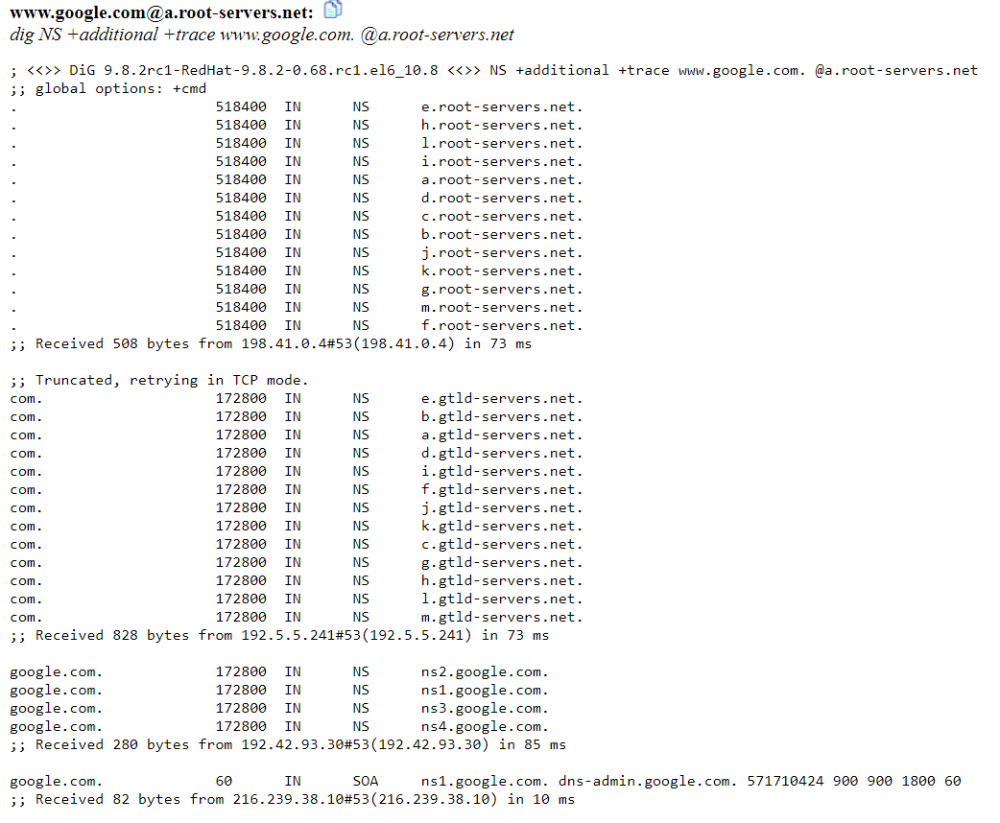 www.google.com@a.root-servers.net:
dig NS +additional +trace www.google.com. @a.root-servers.net
; <<>> DiG 9.8.2rc1-RedHat-9.8.2-0.68.rc1.el6_10.8 <<>> NS +additional +trace www.google.com. @a.root-servers.net
;; global options: +cmd
. 518400 IN NS e.root-servers.net.
. 518400 IN NS h.root-servers.net.
. 518400 IN NS l.root-servers.net.
. 518400 IN NS i.root-servers.net.
. 518400 IN NS a.root-servers.net.
. 518400 IN NS d.root-servers.net.
. 518400 IN NS c.root-servers.net.
. 518400 IN NS b.root-servers.net.
. 518400 IN NS j.root-servers.net.
. 518400 IN NS k.root-servers.net.
. 518400 IN NS g.root-servers.net.
. 518400 IN NS m.root-servers.net.
. 518400 IN NS f.root-servers.net.
;; Received 508 bytes from 198.41.0.4#53(198.41.0.4) in 73 ms
;; Truncated, retrying in TCP mode.
com. 172800 IN NS e.gtld-servers.net.
com. 172800 IN NS b.gtld-servers.net.
com. 172800 IN NS a.gtld-servers.net.
com. 172800 IN NS d.gtld-servers.net.
com. 172800 IN NS i.gtld-servers.net.
com. 172800 IN NS f.gtld-servers.net.
com. 172800 IN NS j.gtld-servers.net.
com. 172800 IN NS k.gtld-servers.net.
com. 172800 IN NS c.gtld-servers.net.
com. 172800 IN NS g.gtld-servers.net.
com. 172800 IN NS h.gtld-servers.net.
com. 172800 IN NS l.gtld-servers.net.
com. 172800 IN NS m.gtld-servers.net.
;; Received 828 bytes from 192.5.5.241#53(192.5.5.241) in 73 ms
google.com. 172800 IN NS ns2.google.com.
google.com. 172800 IN NS ns1.google.com.
google.com. 172800 IN NS ns3.google.com.
google.com. 172800 IN NS ns4.google.com.
;; Received 280 bytes from 192.42.93.30#53(192.42.93.30) in 85 ms
google.com. 60 IN SOA ns1.google.com. dns-admin.google.com. 571710424 900 900 1800 60
;; Received 82 bytes from 216.239.38.10#53(216.239.38.10) in 10 ms